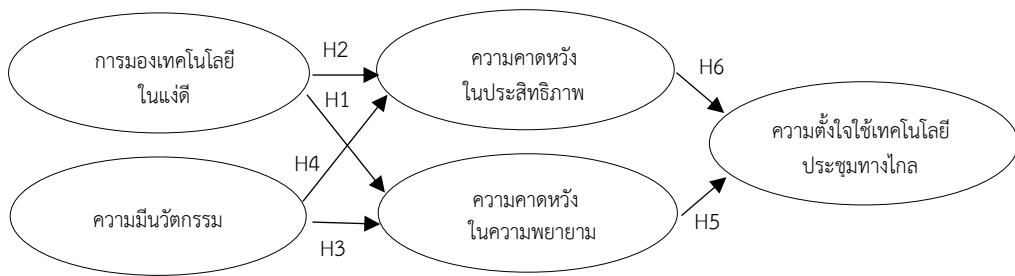 การมองเทคโนโลยี
ในแง่ดี
H2
H1
ความคาดหวัง
ในประสิทธิภาพ
H6
ความตั้งใจใช้เทคโนโลยี
ประชุมทางไกล
H4
ความมีนวัตกรรม
H3
ความคาดหวัง
ในความพยายาม
H5